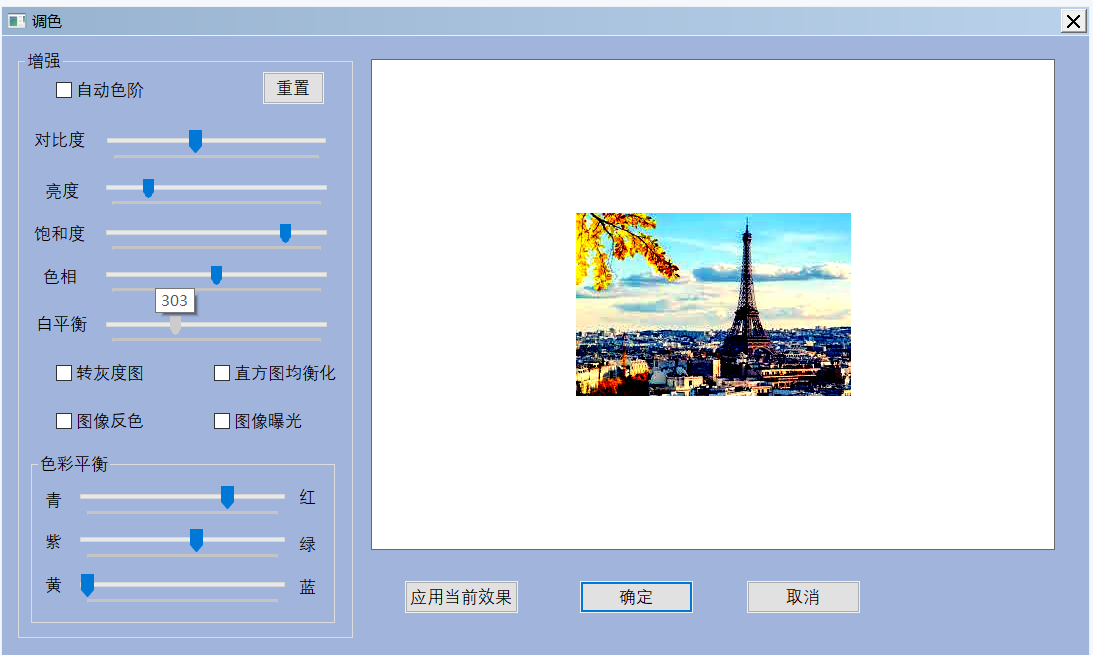 调色
增强
自动色阶
重置
对比度
亮度
饱和度
色相
303
白平衡
转灰度图
直方图均衡化
图像反色
图像曝光
色彩平衡
青
红
紫
绿
黄
蓝
应用当前效果
确定
取消